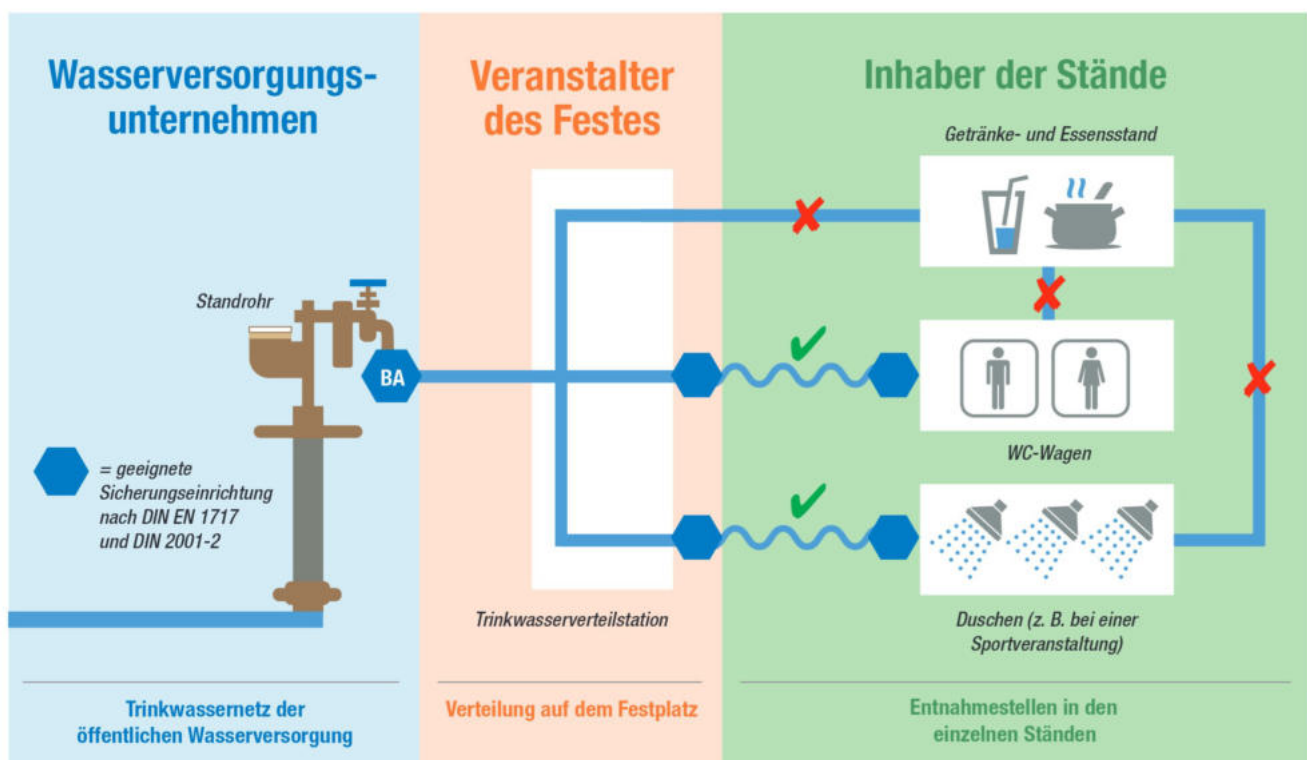 Wasserversorgungs-
unternehmen
Veranstalter
des Festes
Inhaber der Stände
Getränke- und Essensstand
Standrohr
BA
= geeignete
Sicherungseinrichtung
nach DIN EN 1717
und DIN 2001-2
WC-Wagen
Trinkwasserverteilstation
Duschen (z. B. bei einer
Sportveranstaltung)
Trinkwassernetz der
öffentlichen Wasserversorgung
Verteilung auf dem Festplatz
Entnahmestellen in den
einzelnen Ständen